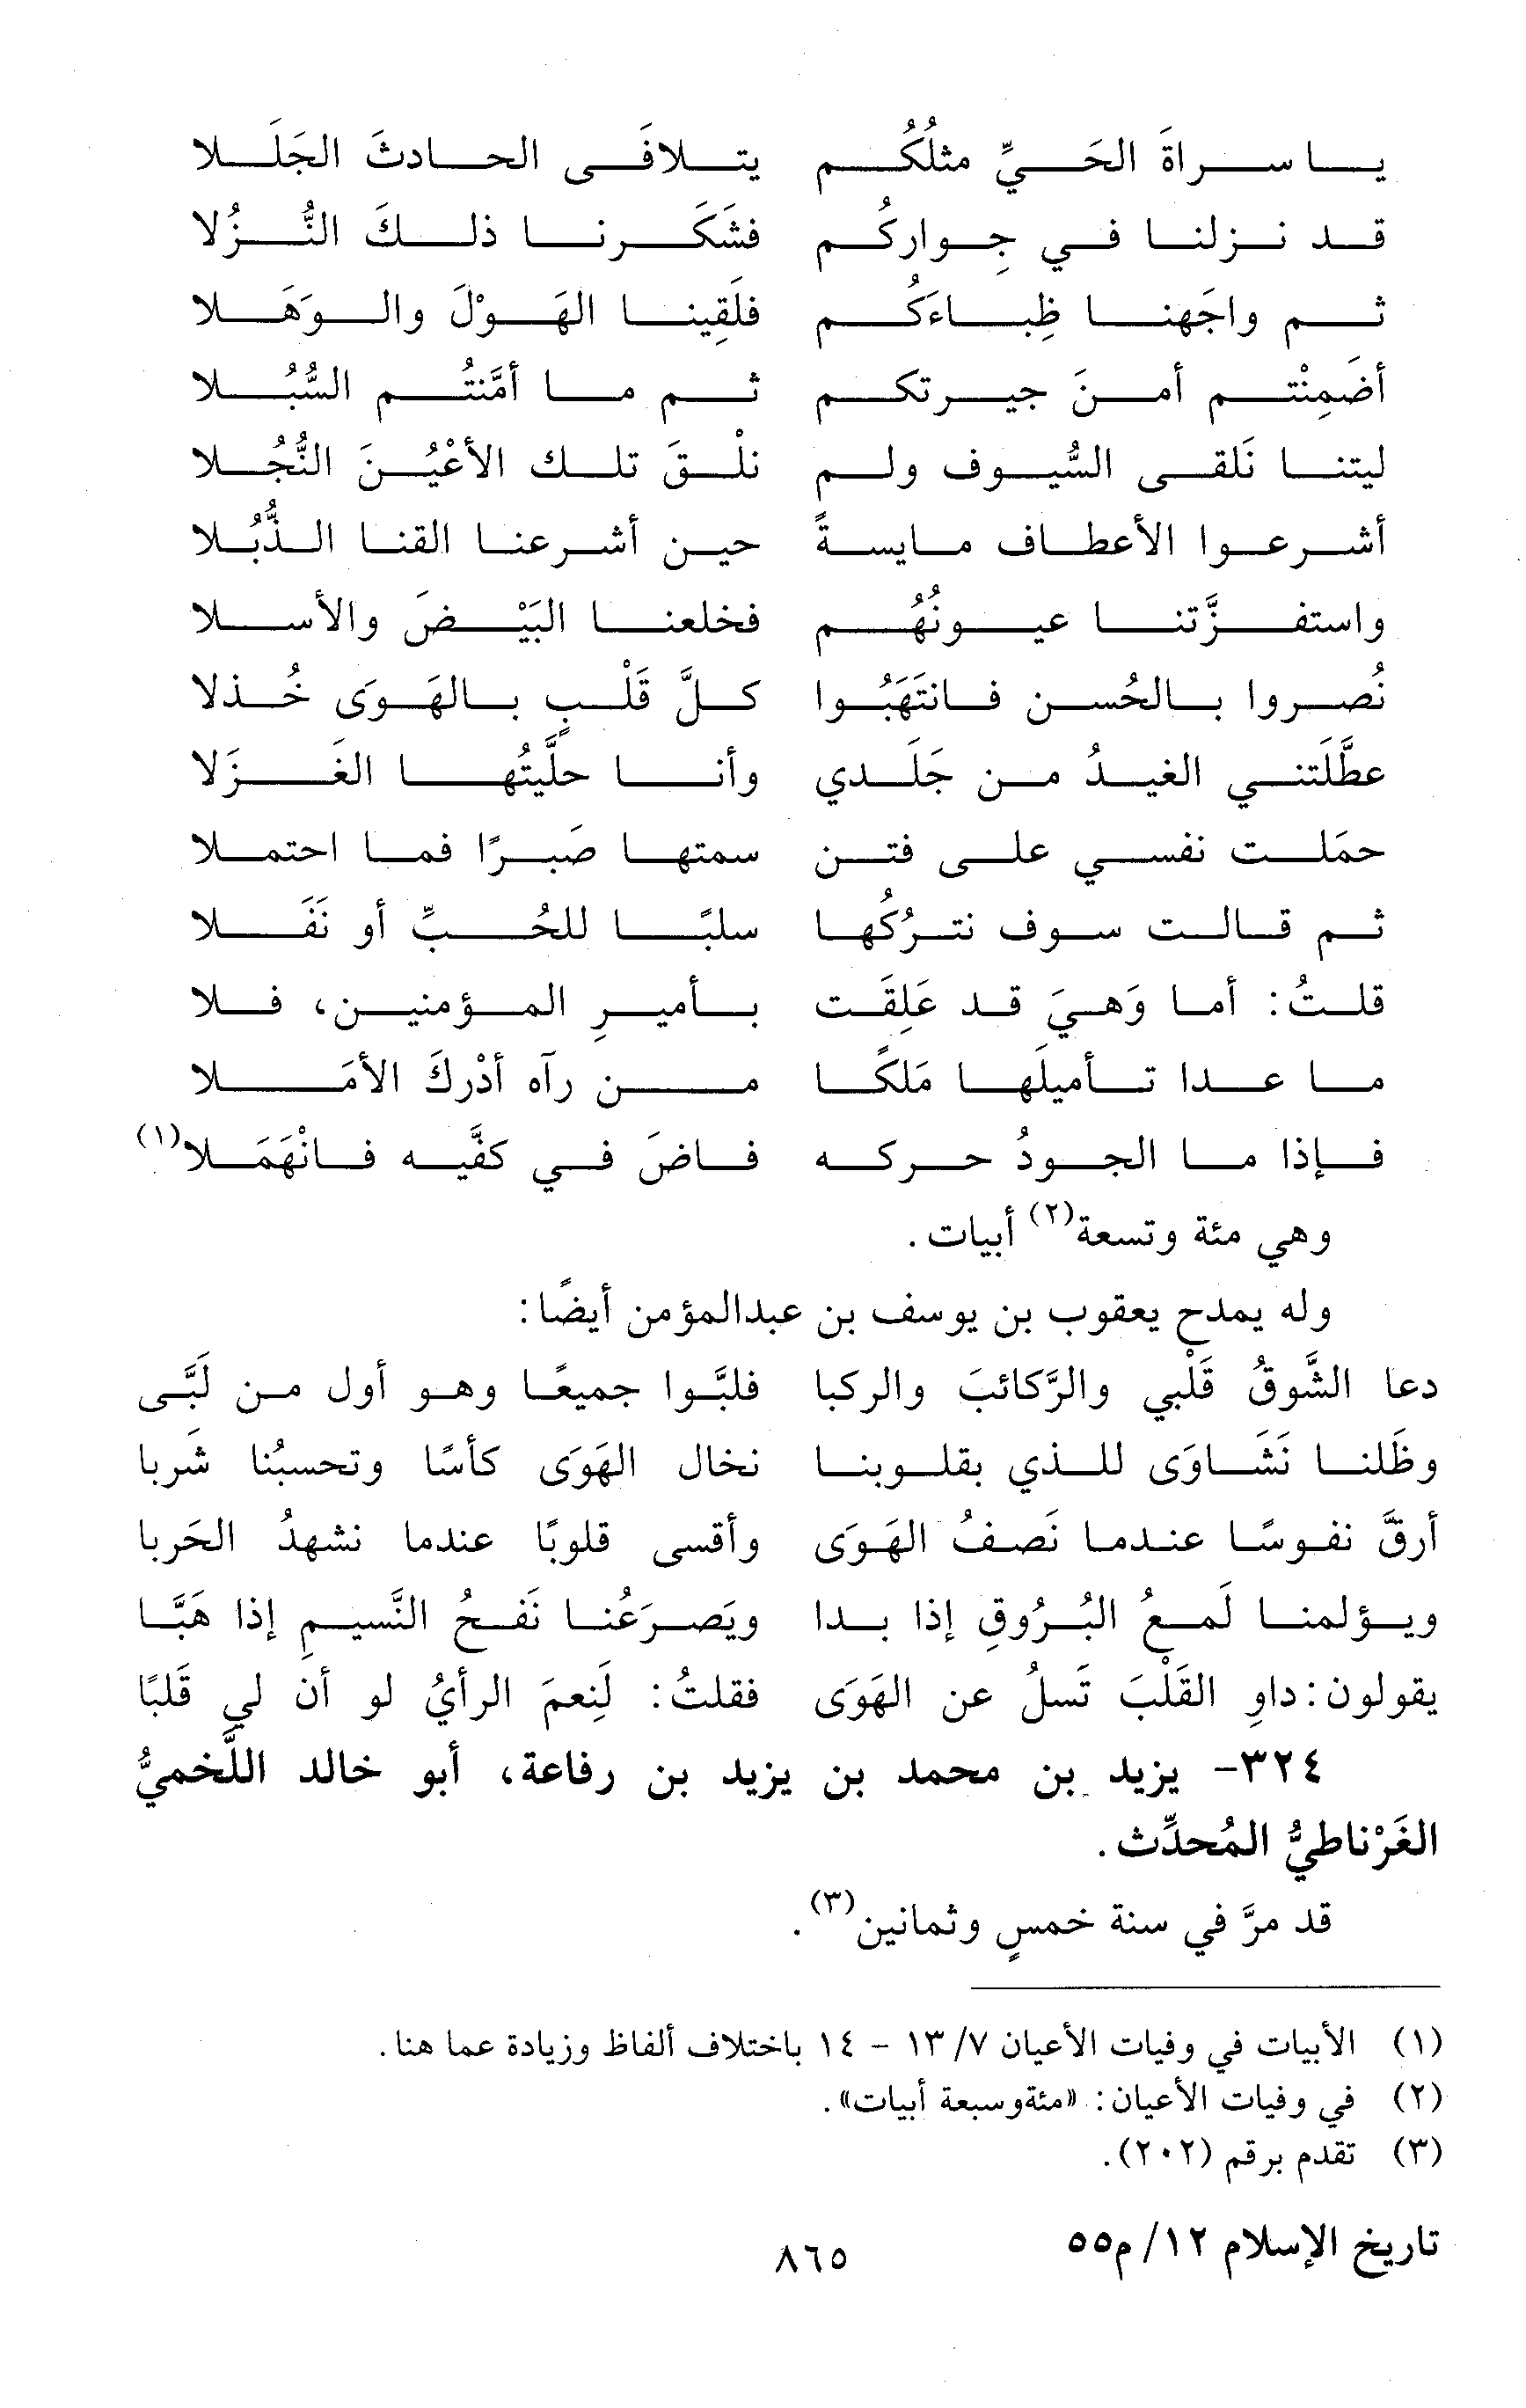 يا سراةَ الحَيِّ مثلُكُم يتلافَى الحادثَ الجَلَلا
قد نزلنا في جِواركُم فشَكَرنا ذلكَ النُّزُلا
ثم واجَهنا ظِباءَكُم فلَقِينا الهَوْلَ والوَهَلا
أضَمِنْتم أمنَ جيرتكم ثم ما أمَّنتُم السُّبُلا
ليتنا نَلقى السُّيوف ولم نلْقَ تلك الأعْيُنَ النُّجُلا
أشرعوا الأعطاف مايسةً حين أشرعنا القنا الذُّبُلا
واستفزَّتنا عيونُهُم فخلعنا البَيْضَ والأسلا
نُصروا بالحُسن فانتَهَبُوا كلَّ قَلْبٍ بالهَوَى خُذلا
عطَّلَتني الغيدُ من جَلَدي وأنا حلَّيتُها الغَزَلا
حمَلت نفسي على فتن سمتها صَبرًا فما احتملا
ثم قالت سوف نتركُها سلبًا للحُبِّ أو نَفَلا
قلتُ: أما وَهيَ قد عَلِقَت بأميرِ المؤمنين، فلا
ما عدا تأميلَها مَلكًا من رآه أدْركَ الأمَلا
فإذا ما الجودُ حركه فاضَ في كفَّيه فانْهَمَلا(١)
وهي مئة وتسعة(٢) أبيات.
وله يمدح يعقوب بن يوسف بن عبدالمؤمن أيضًا:
دعا الشَّوقُ قَلْبي والرَّكائبَ والركبا فلبَّوا جميعًا وهو أول من لَبَّى
وظَلنا نَشَاوَى للذي بقلوبنا نخال الهَوَى كأسًا وتحسبُنا شَربا
أرقَّ نفوسًا عندما نَصفُ الهَوَى وأقسى قلوبًا عندما نشهدُ الحَربا
ويؤلمنا لَمعُ البُرُوقِ إذا بدا ويَصرَعُنا نَفحُ النَّسيمِ إذا هَبَّا
يقولون: داوِ القَلْبَ تَسلُ عن الهَوَى فقلتُ: لَنِعمَ الرأيُ لو أن لي قَلبًا
٣٢٤- يزيد بن محمد بن يزيد بن رفاعة، أبو خالد اللَّخميُّ
الغَرْناطيُّ المُحدِّث.
قد مرَّ في سنة خمسٍ وثمانين(٣).
(١) الأبيات في وفيات الأعيان ٧/ ١٣ - ١٤ باختلاف ألفاظ وزيادة عما هنا.
(٢) في وفيات الأعيان: «مئةوسبعة أبيات».
(٣) تقدم برقم (٢٠٢).
تاريخ الإسلام ١٢/ م٥٥
٨٦٥